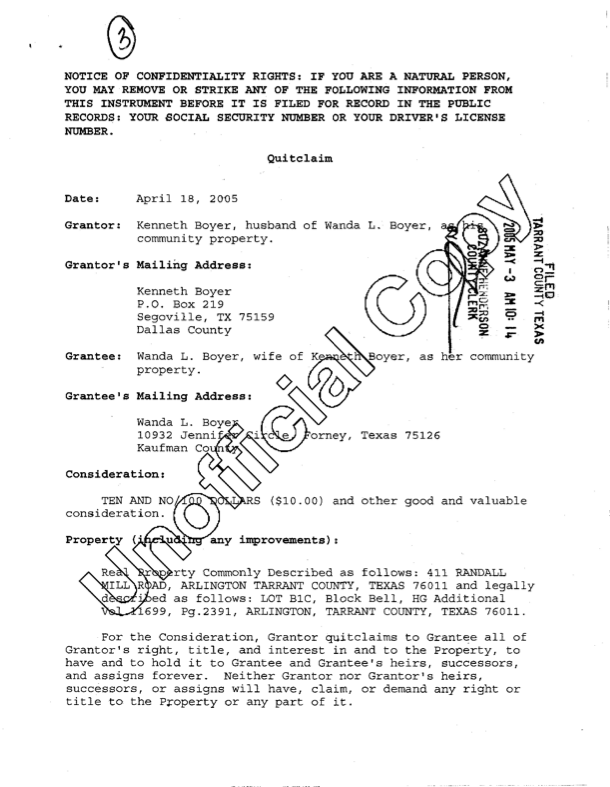 3
NOTICE OF CONFIDENTIALITY RIGHTS: IF YOU ARE A NATURAL PERSON,
YOU MAY REMOVE OR STRIKE ANY OF THE FOLLOWING INFORMATION FROM
THIS INSTRUMENT BEFORE IT IS FILED FOR RECORD IN THE PUBLIC
RECORDS: YOUR SOCIAL SECURITY NUMBER OR YOUR DRIVER'S LICENSE
NUMBER.
Quitclaim
Date: April 18, 2005
Grantor: Kenneth Boyer, husband of Wanda L. Boyer, as his
community property.
FILED
TARRANT COUNTY TEXAS
2005 MAY -3 AM 10: 14
SUZANNE HENDERSON
COUNTY CLERK
BY
Grantor's Mailing Address:
Kenneth Boyer
P.O. Box 219
Segoville, TX 75159
Dallas County
Grantee: Wanda L. Boyer, wife of Kenneth Boyer, as her community
property.
Grantee's Mailing Address:
Wanda L. Boyer
10932 Jennifer Circle, Forney, Texas 75126
Kaufman County
Consideration:
TEN AND NO/100 DOLLARS ($10.00) and other good and valuable
consideration.
Property (including any improvements):
Real Property Commonly Described as follows: 411 RANDALL
MILL ROAD, ARLINGTON TARRANT COUNTY, TEXAS 76011 and legally
described as follows: LOT B1C, Block Bell, HG Additional
Vol 11699, Pg.2391, ARLINGTON, TARRANT COUNTY, TEXAS 76011.
For the Consideration, Grantor quitclaims to Grantee all of
Grantor's right, title, and interest in and to the Property, to
have and to hold it to Grantee and Grantee's heirs, successors,
and assigns forever. Neither Grantor nor Grantor's heirs,
successors, or assigns will have, claim, or demand any right or
title to the Property or any part of it.
Unofficial Copy